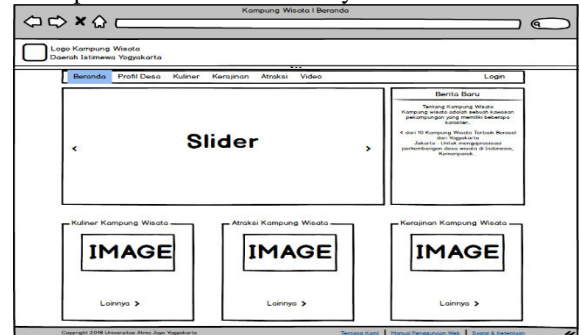 Kampung Wisata | Beranda
Logo Kampung Wisata
Daerah Istimewa Yogyakarta
Beranda Profil Desa Kuliner Kerajinan Atraksi Video Login
Slider
Berita Baru
Tentang Kampung Wisata
Kampung wisata adalah sebuah kawasan
perkampungan yang memiliki beberapa
karakter..
4 dari 10 Kampung Wisata Terbaik Berasal
dari Yogyakarta
Jakarta - Untuk mengapresiasi
perkembangan desa wisata di Indonesia,
Kemenparek..
Kuliner Kampung Wisata
IMAGE
Lainnya >
Atraksi Kampung Wisata
IMAGE
Lainnya >
Kerajinan Kampung Wisata
IMAGE
Lainnya >
Copyright 2018 Universitas Atma Jaya Yogyakarta Tentang Kami | Manual Penggunaan Web | Syarat & Ketentuan